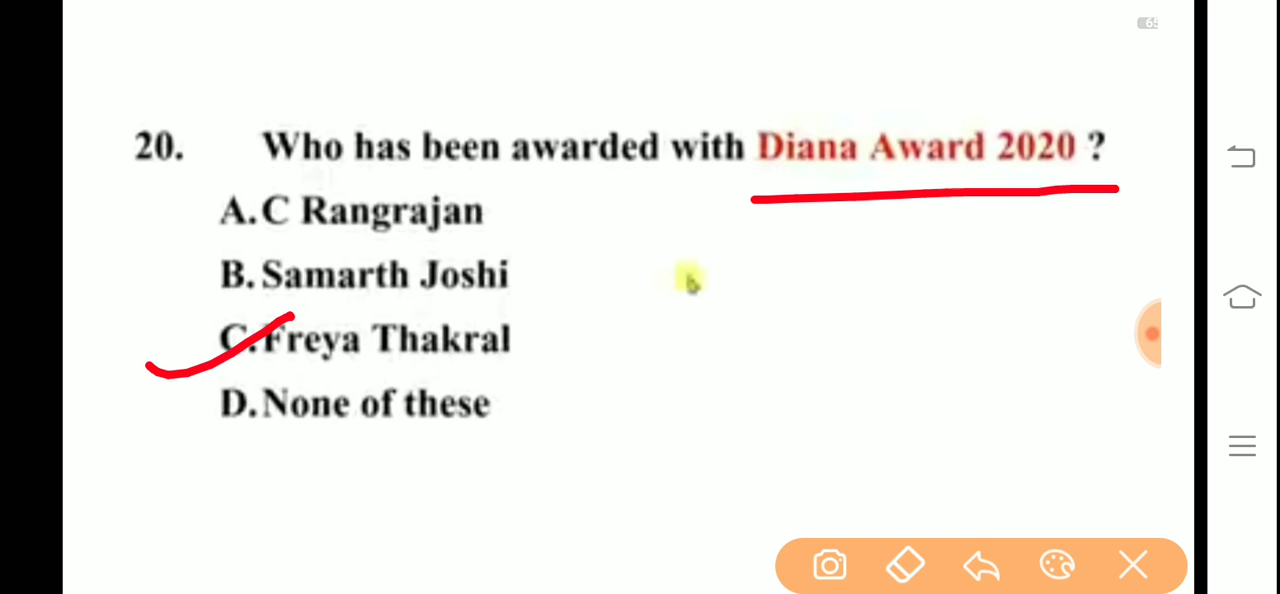 20. Who has been awarded with Diana Award 2020 ?
A. C Rangrajan
B. Samarth Joshi
C. Freya Thakral
D. None of these